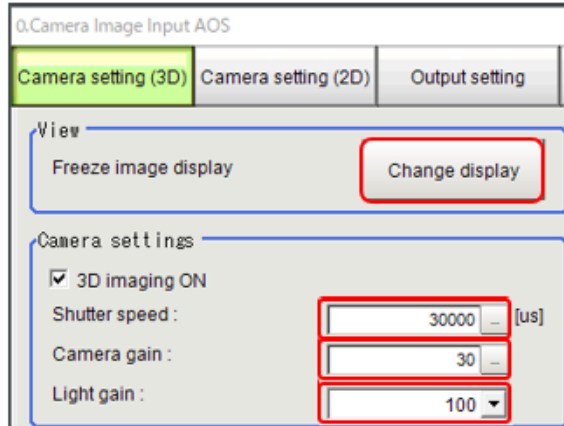 0.Camera Image Input AOS
Camera setting (3D) Camera setting (2D) Output setting
View
Freeze image display Change display
Camera settings
3D imaging ON
Shutter speed : 30000 ... [us]
Camera gain : 30 ...
Light gain : 100